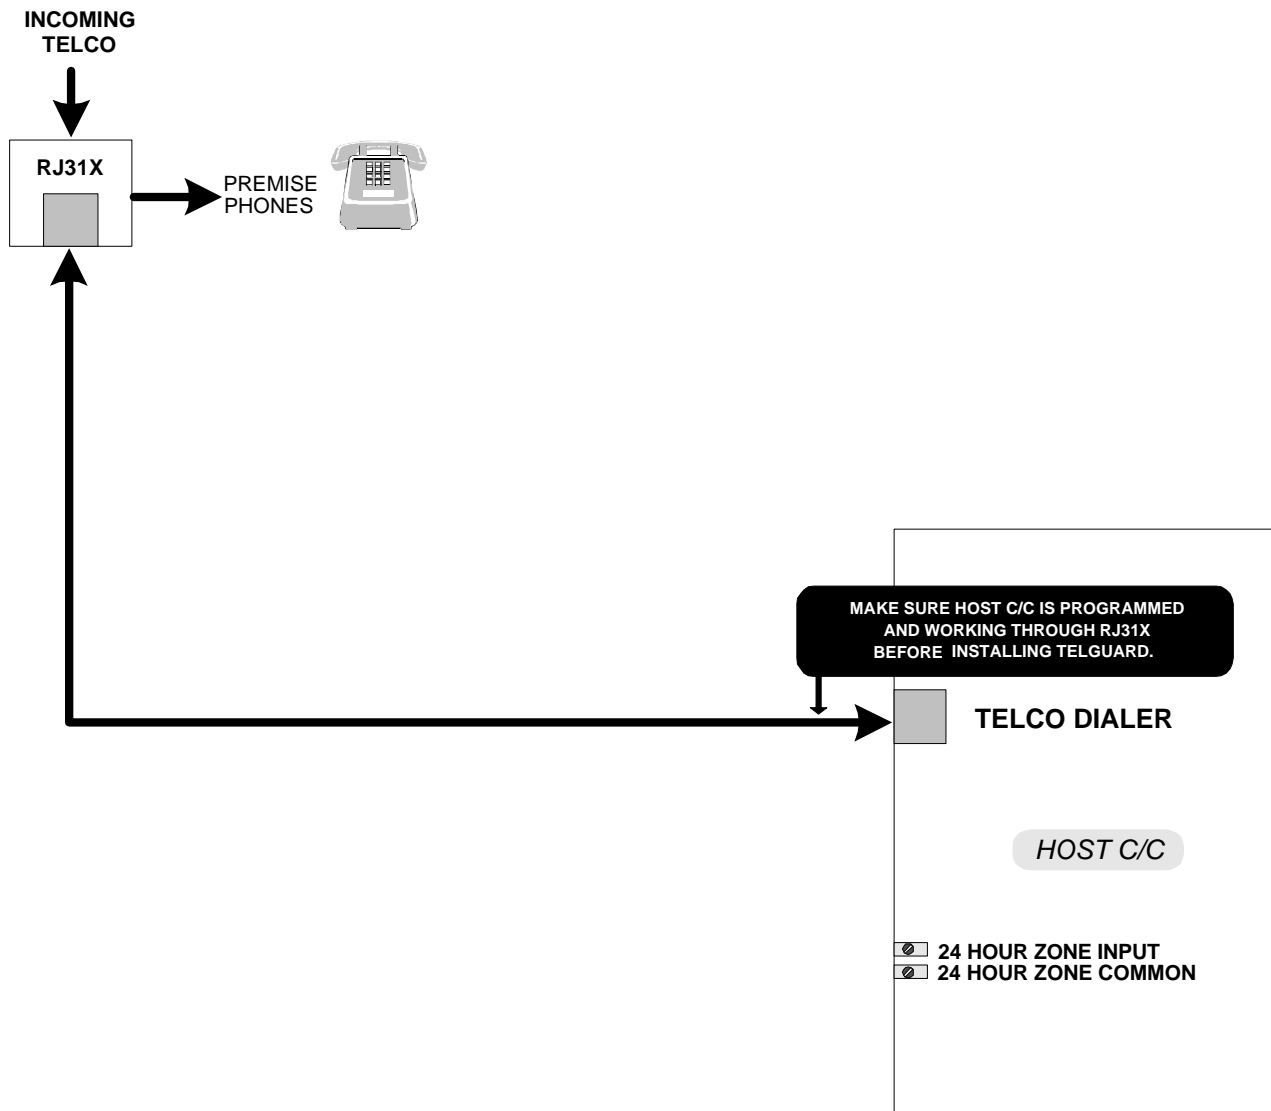 INCOMING
TELCO
RJ31X
PREMISE
PHONES
MAKE SURE HOST C/C IS PROGRAMMED
AND WORKING THROUGH RJ31X
BEFORE INSTALLING TELGUARD.
TELCO DIALER
HOST C/C
24 HOUR ZONE INPUT
24 HOUR ZONE COMMON